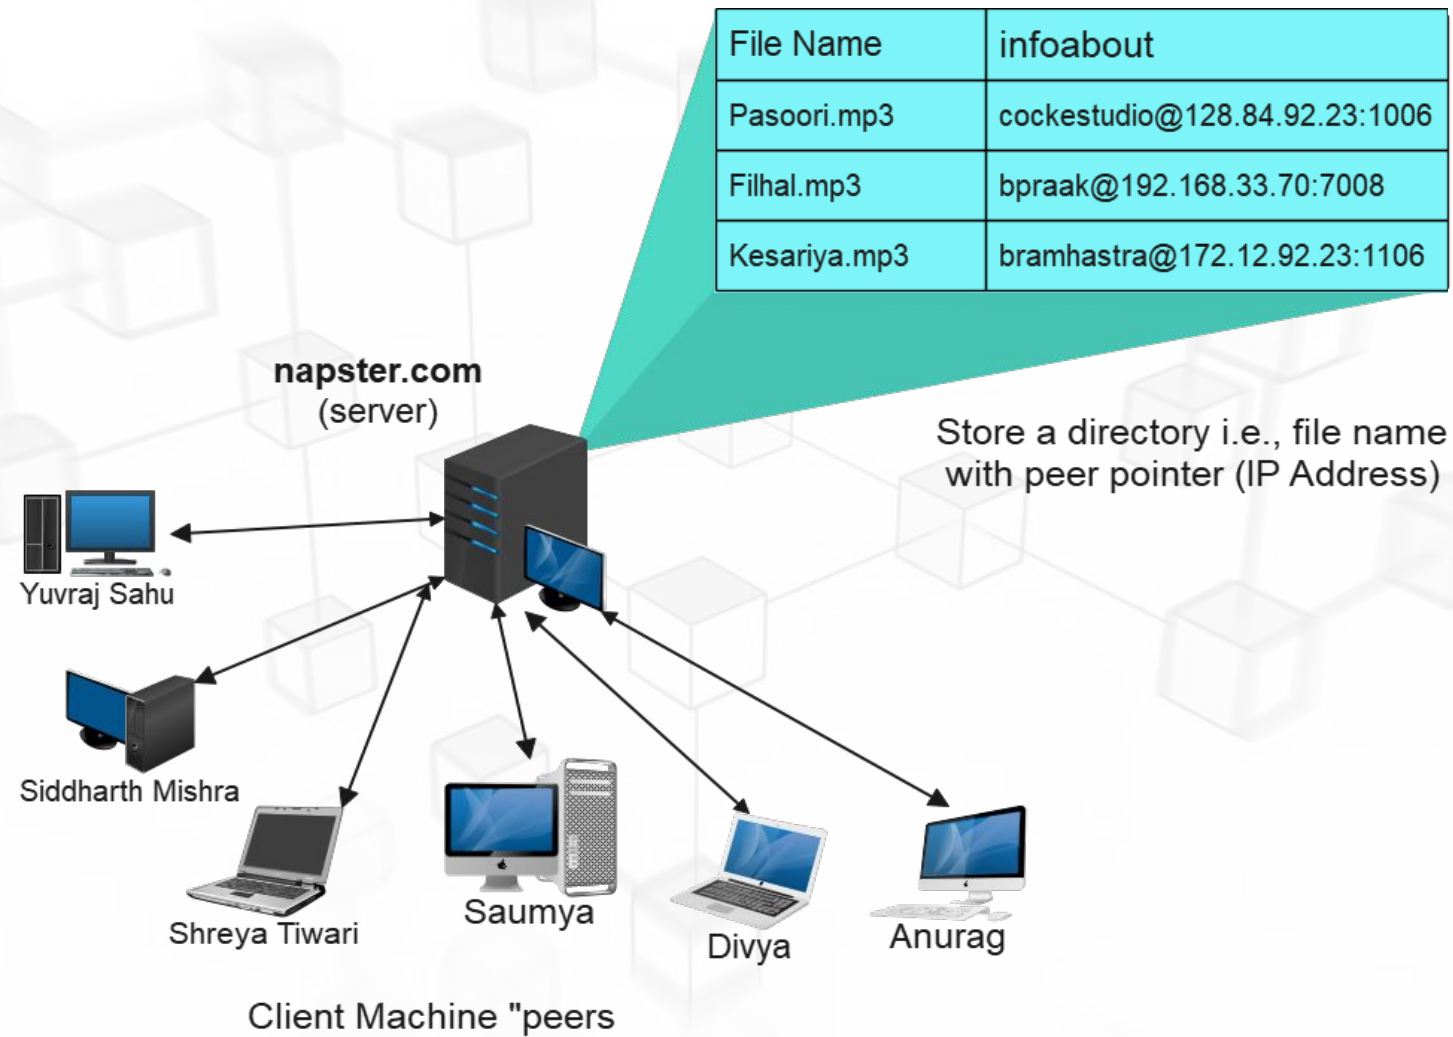 File Name infoabout
Pasoori.mp3 cockestudio@128.84.92.23:1006
Filhal.mp3 bpraak@192.168.33.70:7008
Kesariya.mp3 bramhastra@172.12.92.23:1106
napster.com
(server)
Store a directory i.e., file name
with peer pointer (IP Address)
Yuvraj Sahu
Siddharth Mishra
Shreya Tiwari
Saumya
Divya
Anurag
Client Machine "peers